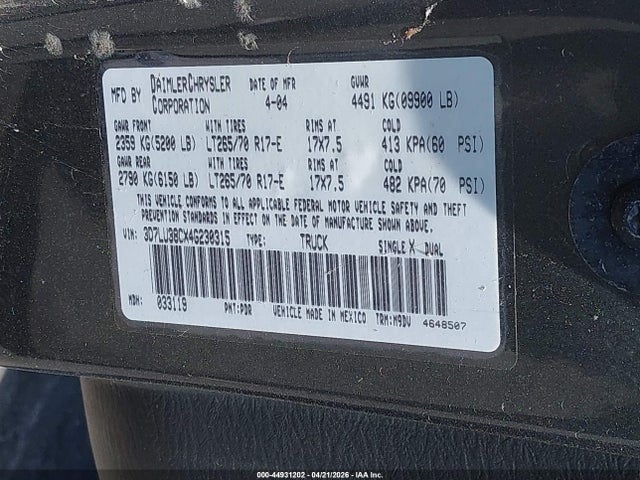 MFD BY DAIMLERCHRYSLER CORPORATION DATE OF MFR 4-04 GVWR 4491 KG(09900 LB)
GAWR FRONT WITH TIRES RIMS AT COLD
2359 KG(5200 LB) LT265/70 R17-E 17X7.5 413 KPA(60 PSI)
GAWR REAR WITH TIRES RIMS AT COLD
2790 KG(6150 LB) LT265/70 R17-E 17X7.5 482 KPA(70 PSI)
THIS VEHICLE CONFORMS TO ALL APPLICABLE FEDERAL MOTOR VEHICLE SAFETY AND THEFT
PREVENTION STANDARDS IN EFFECT ON THE DATE OF MANUFACTURE SHOWN ABOVE.
VIN: 3D7LU38CX4G230315 TYPE: TRUCK SINGLE X DUAL
MDH: 033119 PNT:PDR VEHICLE MADE IN MEXICO TRM:M9DV 4648507
000-44931202 04/21/2026 IAA Inc.